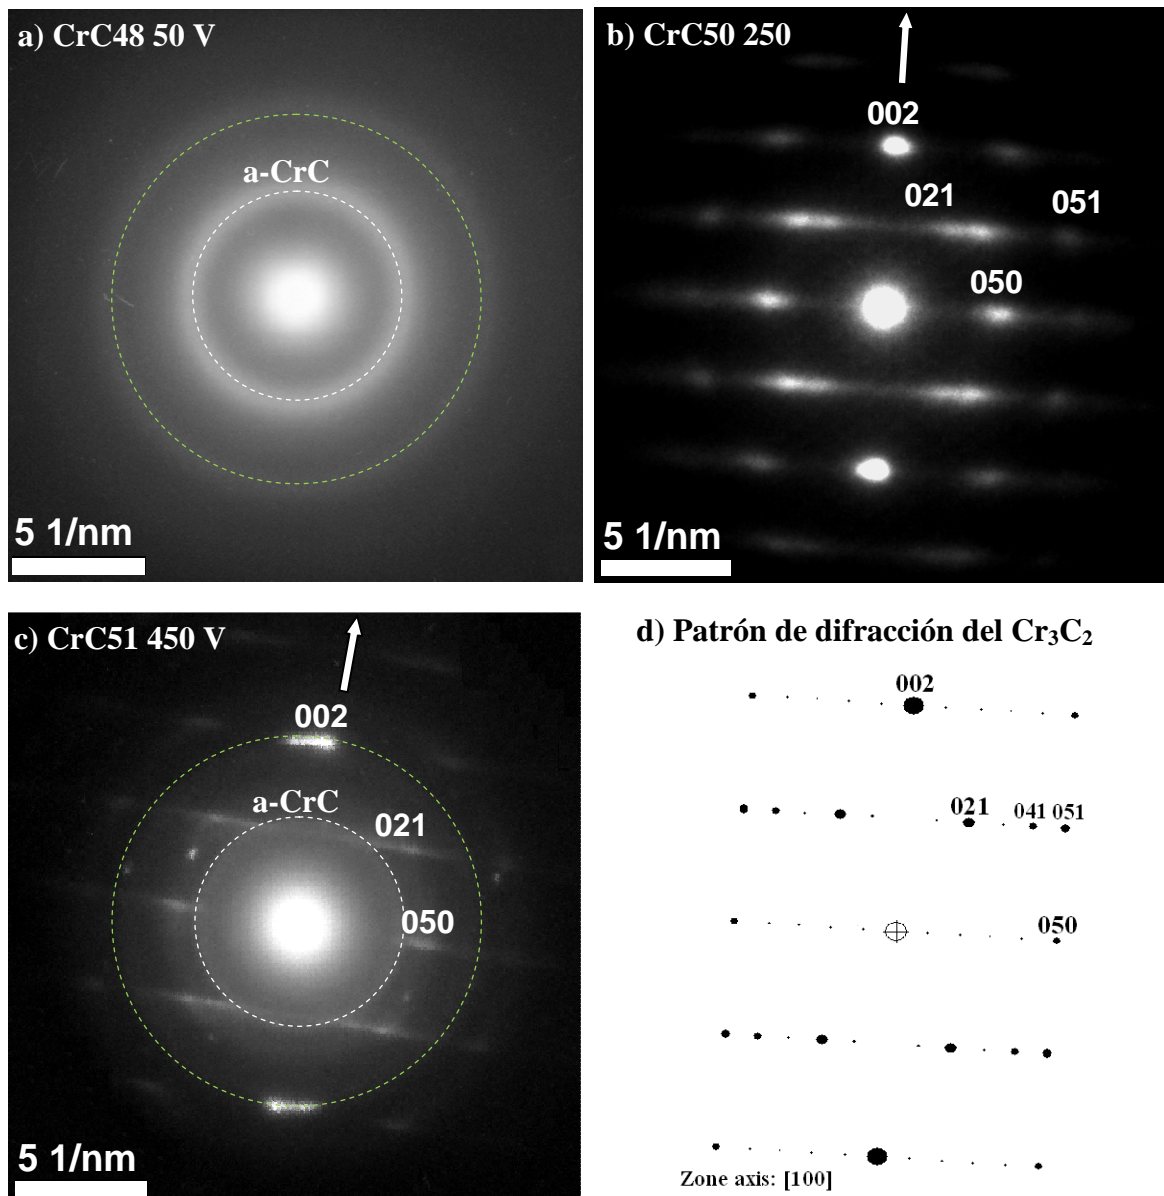 a) CrC48 50 V
a-CrC
5 1/nm
b) CrC50 250
002
021
051
050
5 1/nm
c) CrC51 450 V
002
a-CrC
021
050
5 1/nm
d) Patrón de difracción del Cr₃C₂
002
021 041 051
050
Zone axis: [100]